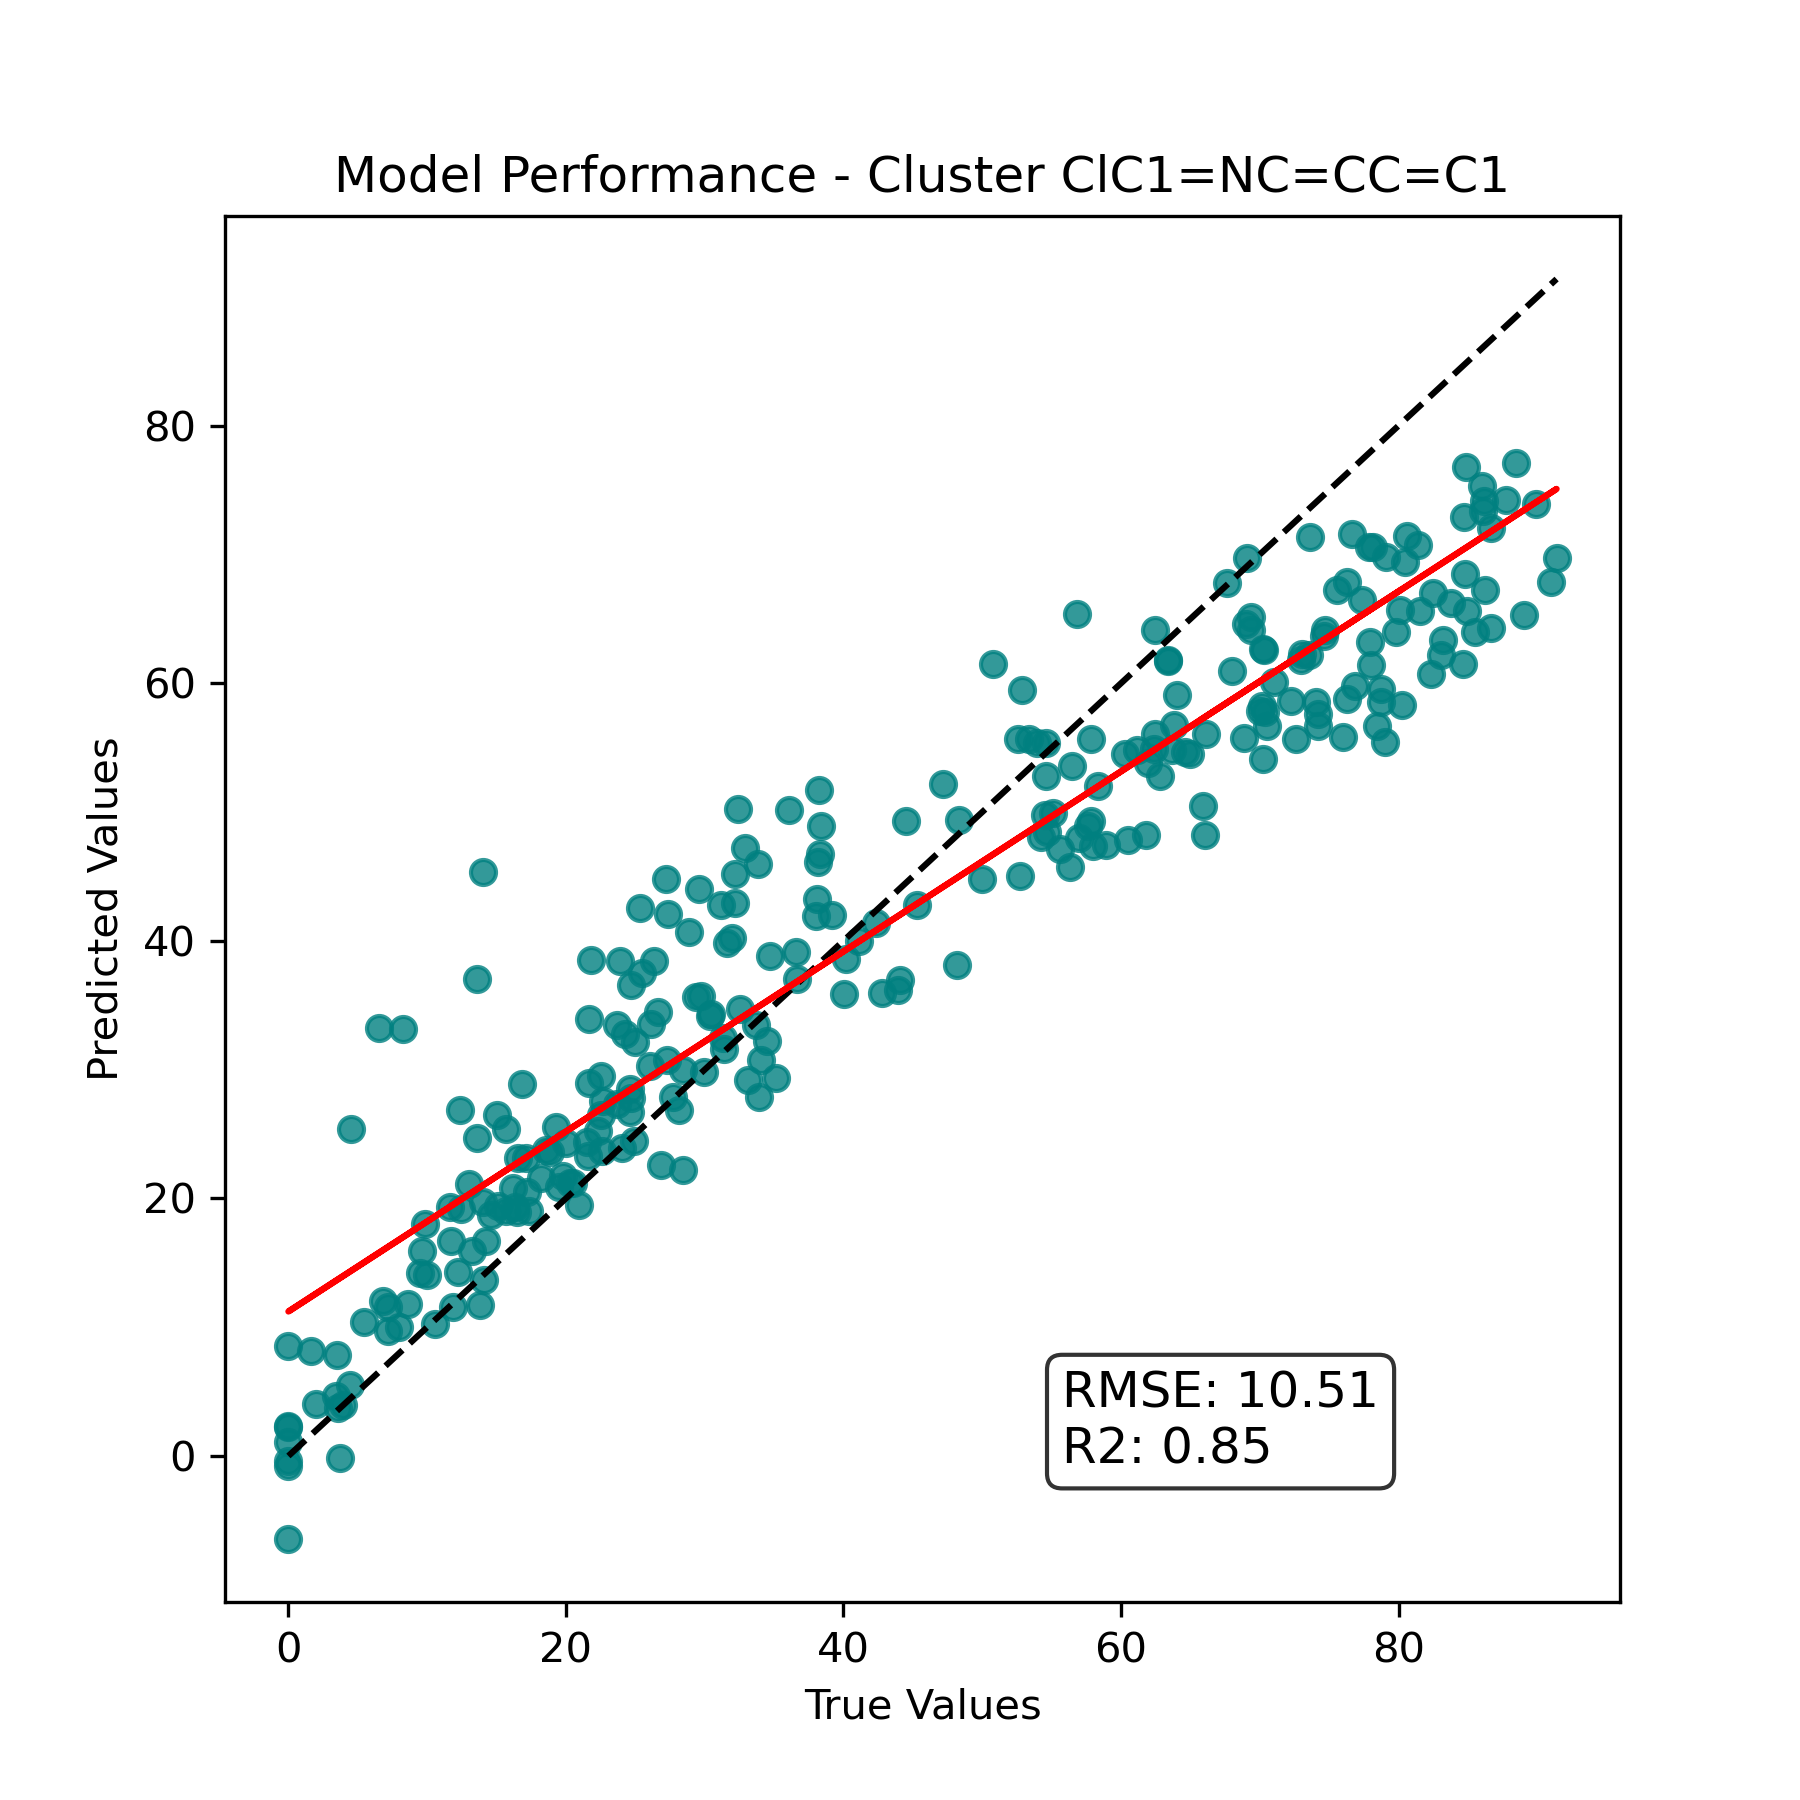 Model Performance - Cluster ClC1=NC=CC=C1
80
60
40
20
0
Predicted Values
RMSE: 10.51
R2: 0.85
0 20 40 60 80
True Values